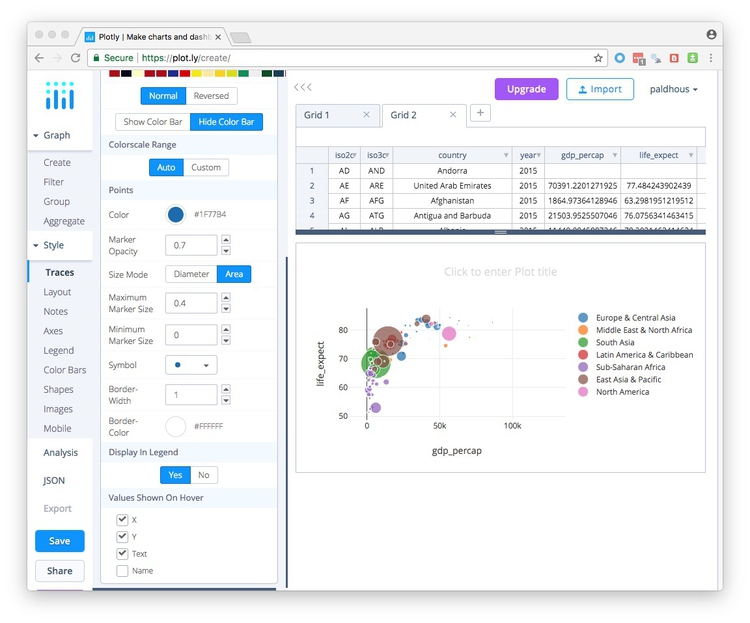 Plotly | Make charts and dashb
Secure
https://plot.ly/create/
Graph
Create
Filter
Group
Aggregate
Style
Traces
Layout
Notes
Axes
Legend
Color Bars
Shapes
Images
Mobile
Analysis
JSON
Export
Save
Share
Normal Reversed
Show Color Bar Hide Color Bar
Colorscale Range
Auto Custom
Points
Color #1F77B4
Marker
Opacity
0.7
Size Mode Diameter Area
Maximum
Marker Size
0.4
Minimum
Marker Size
0
Symbol
Border-
Width
1
Border-
Color
#FFFFFF
Display In Legend
Yes No
Values Shown On Hover
X
Y
Text
Name
Upgrade Import paldhous
Grid 1 Grid 2
iso2c iso3c country year gdp_percap life_expect
1 AD AND Andorra 2015
2 AE ARE United Arab Emirates 2015 70391.2201271925 77.484243902439
3 AF AFG Afghanistan 2015 1864.97364128946 63.2981951219512
4 AG ATG Antigua and Barbuda 2015 21503.9525507046 76.0756341463415
Click to enter Plot title
life_expect
80
70
60
50
0 50k 100k
gdp_percap
Europe & Central Asia
Middle East & North Africa
South Asia
Latin America & Caribbean
Sub-Saharan Africa
East Asia & Pacific
North America